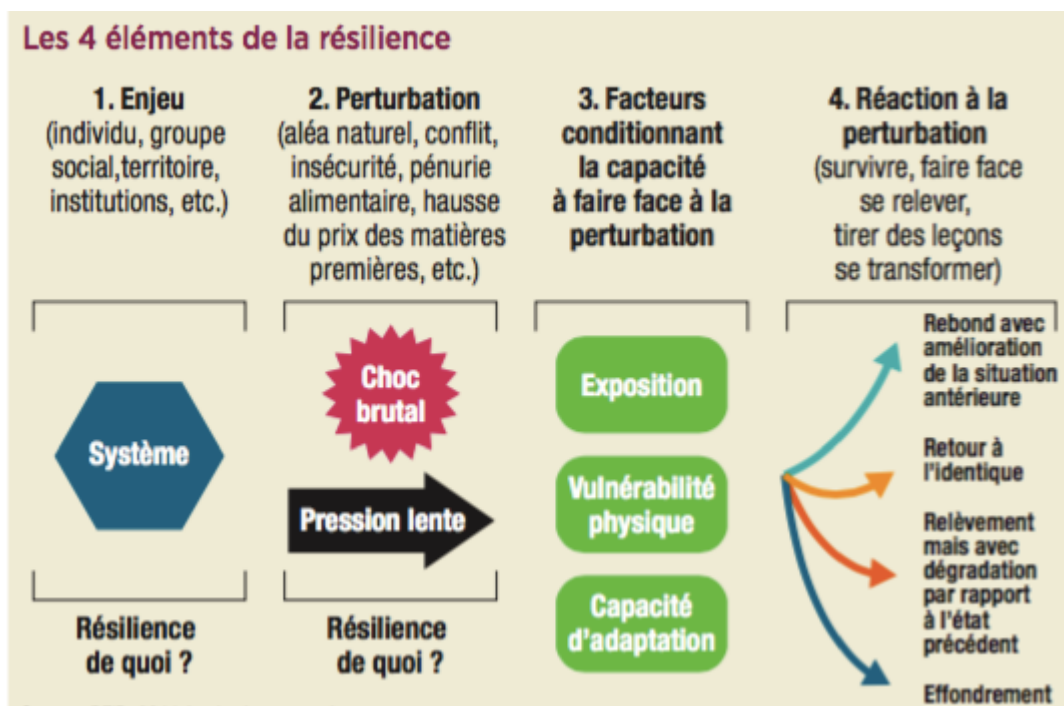 Les 4 éléments de la résilience
1. Enjeu
(individu, groupe
social,territoire,
institutions, etc.)
2. Perturbation
(aléa naturel, conflit,
insécurité, pénurie
alimentaire, hausse
du prix des matières
premières, etc.)
3. Facteurs
conditionnant
la capacité
à faire face à la
perturbation
4. Réaction à la
perturbation
(survivre, faire face
se relever,
tirer des leçons
se transformer)
Système
Choc
brutal
Pression lente
Exposition
Vulnérabilité
physique
Capacité
d'adaptation
Rebond avec
amélioration
de la situation
antérieure
Retour à
l'identique
Relèvement
mais avec
dégradation
par rapport
à l'état
précédent
Effondrement
Résilience
de quoi ?
Résilience
de quoi ?